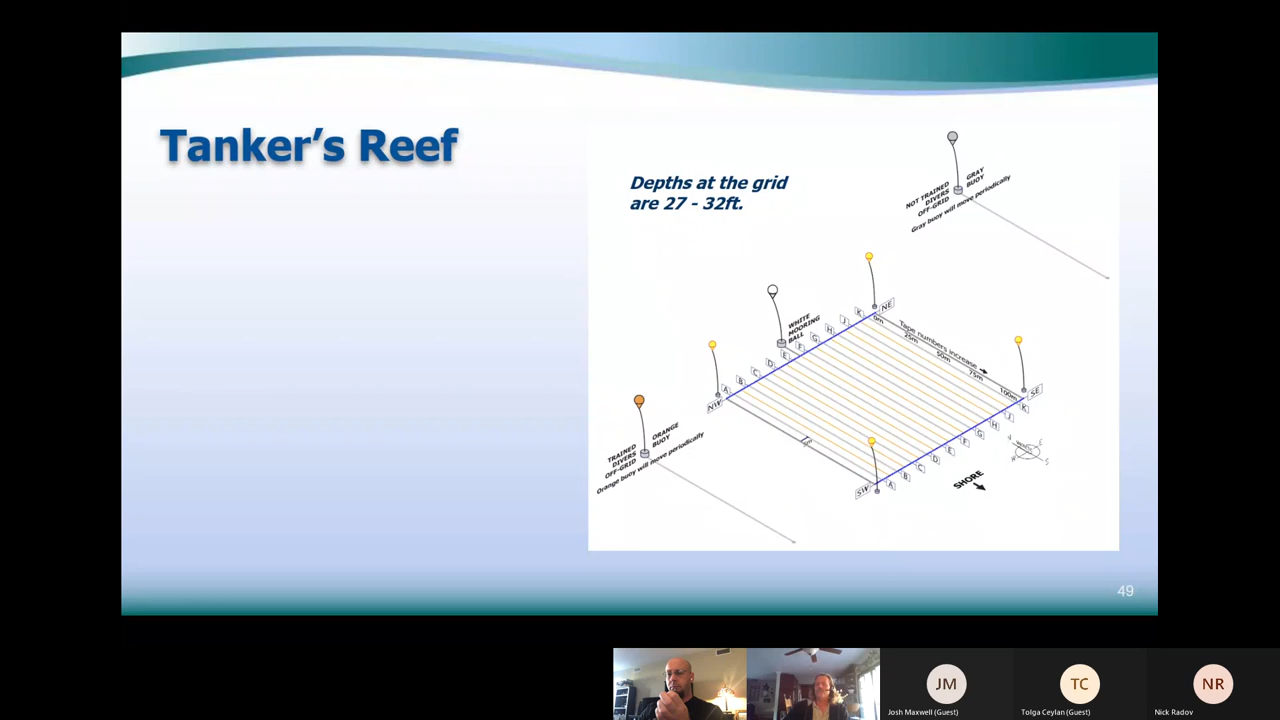 Tanker's Reef
Depths at the grid
are 27 - 32ft.
GRAY
BUOY
NOT TRAINED
DIVERS
OFF-GRID
Gray buoy will move periodically
WHITE
MOORING
BALL
NE
K
J
H
G
F
E
D
C
B
A
NW
0m
25m
50m
75m
100m
Tape numbers increase
SE
K
J
H
G
F
E
D
C
B
A
SW
5m
ORANGE
BUOY
TRAINED
DIVERS
OFF-GRID
Orange buoy will move periodically
SHORE
N
E
S
W
49
JM
Josh Maxwell (Guest)
TC
Tolga Ceylan (Guest)
NR
Nick Radov